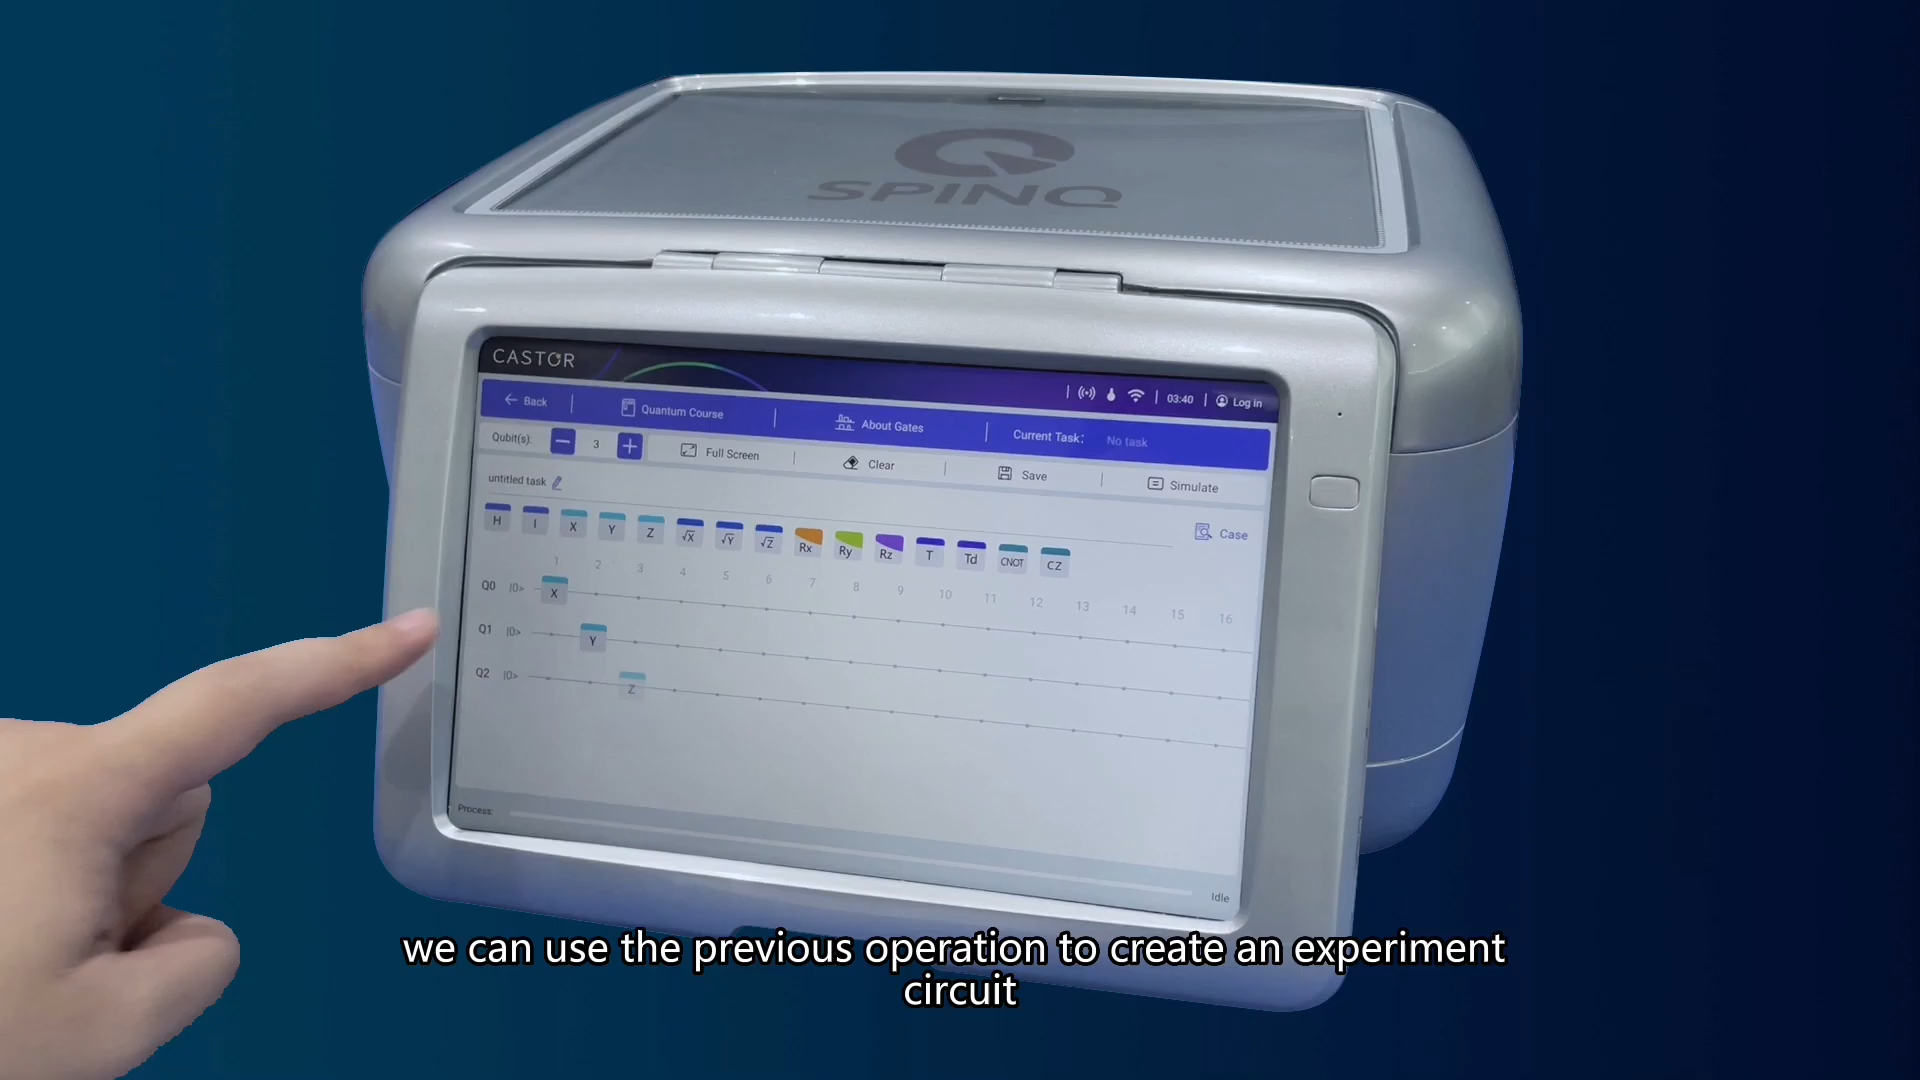 SPINQ
CASTOR
03:40 Log in
Back Quantum Course About Gates Current Task: No task
Qubit(s): 3 Full Screen Clear Save Simulate
untitled task
Case
H I X Y Z √X √Y √Z Rx Ry Rz T Td CNOT CZ
1 2 3 4 5 6 7 8 9 10 11 12 13 14 15 16
Q0 |0> X
Q1 |0> Y
Q2 |0> Z
Process:
Idle
we can use the previous operation to create an experiment
circuit